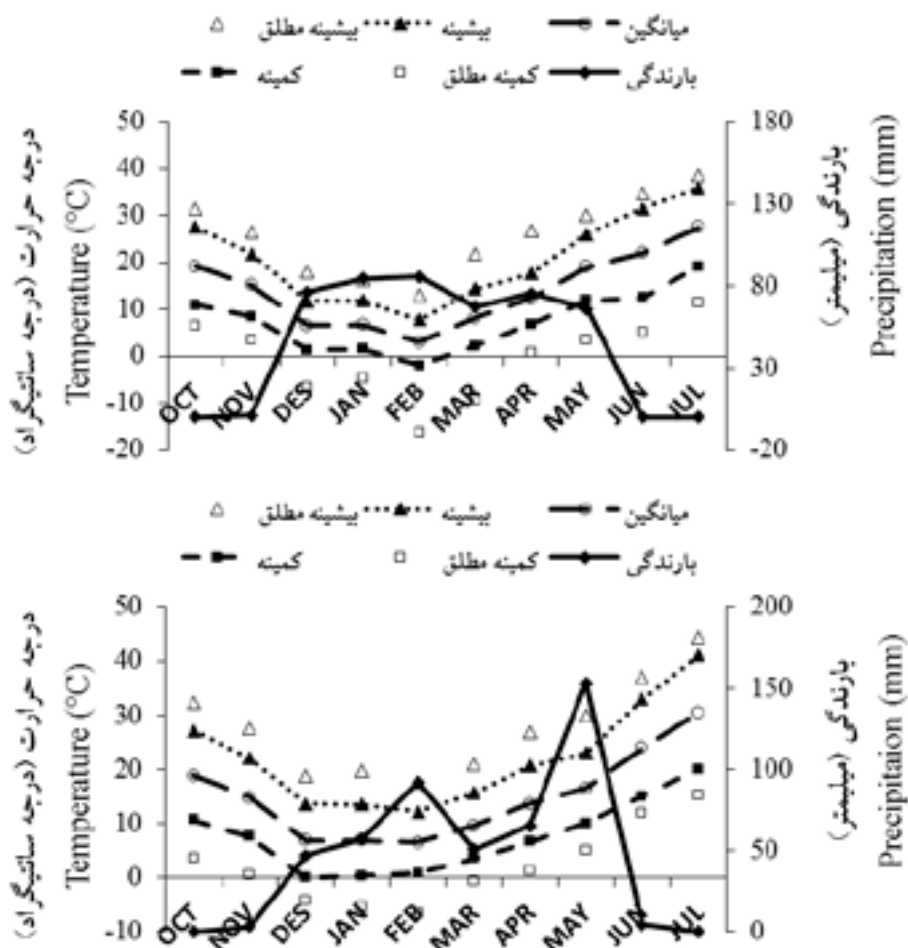 بیشینه مطلق بیشینه میانگین
کمینه کمینه مطلق بارندگی
درجه حرارت (درجه سانتیگراد)
Temperature (°C)
50
40
30
20
10
0
-10
-20
OCT NOV DES JAN FEB MAR APR MAY JUN JUL
180
130
80
30
-20
بارندگی (میلیمتر)
Precipitation (mm)
بیشینه مطلق بیشینه میانگین
کمینه کمینه مطلق بارندگی
درجه حرارت (درجه سانتیگراد)
Temperature (°C)
50
40
30
20
10
0
-10
OCT NOV DES JAN FEB MAR APR MAY JUN JUL
200
150
100
50
0
بارندگی (میلیمتر)
Precipitaion (mm)